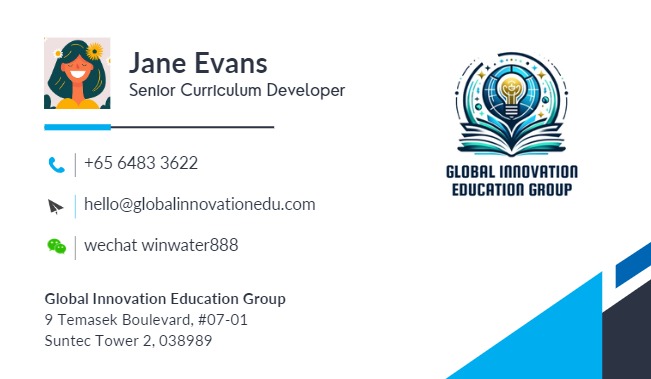 Jane Evans
Senior Curriculum Developer
+65 6483 3622
hello@globalinnovationedu.com
wechat winwater888
Global Innovation Education Group
9 Temasek Boulevard, #07-01
Suntec Tower 2, 038989
GLOBAL INNOVATION
EDUCATION GROUP